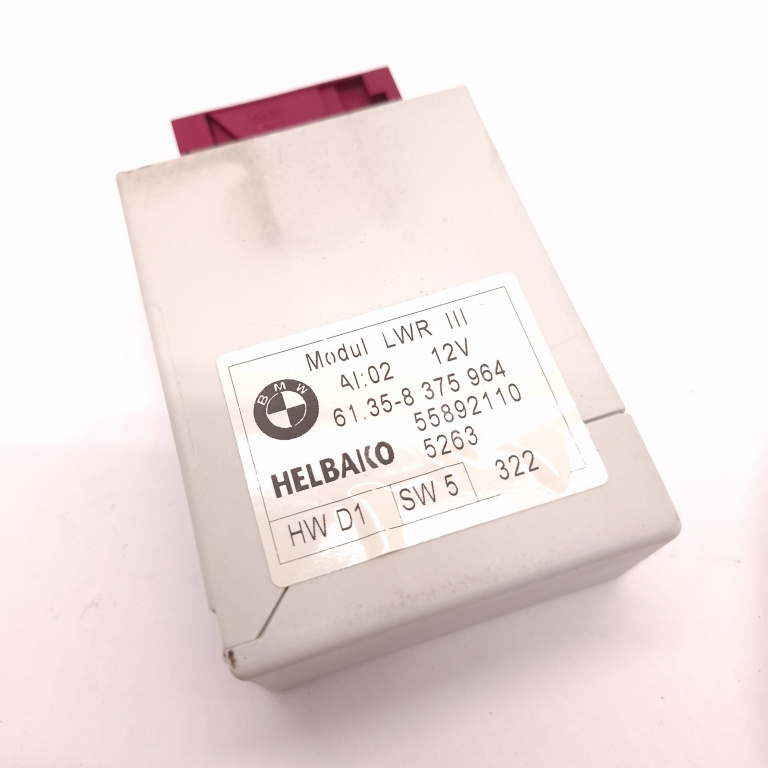 Modul LWR III
AI:02 12V
BMW
61.35-8 375 964
55892110
HELBAKO 5263
HW D1 SW 5 322